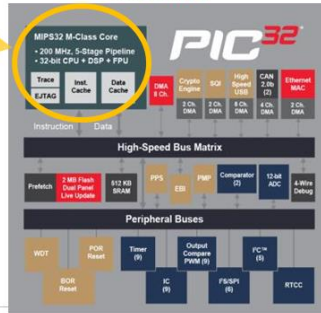 MIPS32 M-Class Core
• 200 MHz, 5-Stage Pipeline
• 32-bit CPU + DSP + FPU
Trace
EJTAG
Inst. Cache
Data Cache
PIC32
DMA
8 Ch.
Crypto Engine
SQI
High Speed USB
CAN 2.0b (2)
Ethernet MAC
2 Ch. DMA
2 Ch. DMA
8 Ch. DMA
4 Ch. DMA
2 Ch. DMA
Instruction
Data
High-Speed Bus Matrix
Prefetch
2 MB Flash
Dual Panel
Live Update
512 KB
SRAM
PPS
EBI
PMP
Comparator
(2)
12-bit
ADC
4-Wire
Debug
Peripheral Buses
WDT
BOR
Reset
POR
Reset
Timer
(9)
IC
(9)
Output
Compare
PWM (9)
I²S/SPI
(6)
I²C™
(5)
RTCC